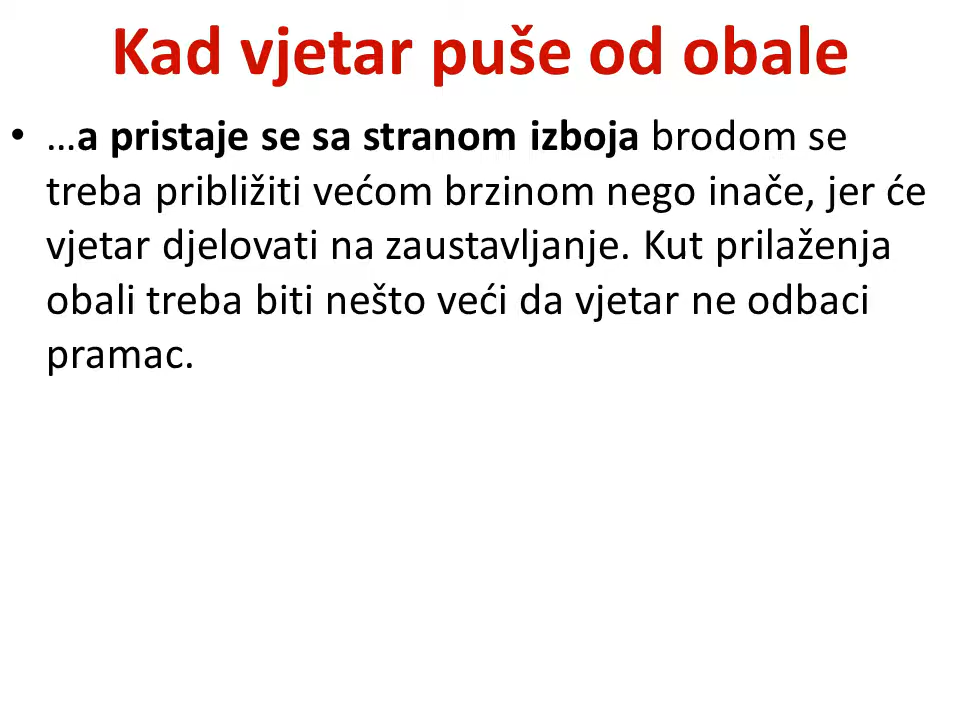 Kad vjetar puše od obale
• …a pristaje se sa stranom izboja brodom se
treba približiti većom brzinom nego inače, jer će
vjetar djelovati na zaustavljanje. Kut prilaženja
obali treba biti nešto veći da vjetar ne odbaci
pramac.